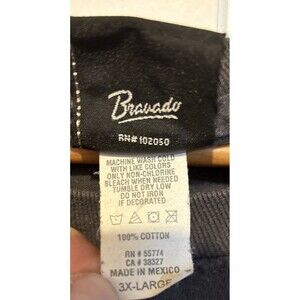 Bravado
RN# 102050
MACHINE WASH COLD
WITH LIKE COLORS
ONLY NON-CHLORINE
BLEACH WHEN NEEDED
TUMBLE DRY LOW
DO NOT IRON
IF DECORATED
100% COTTON
RN # 55774
CA # 38327
MADE IN MEXICO
3X-LARGE